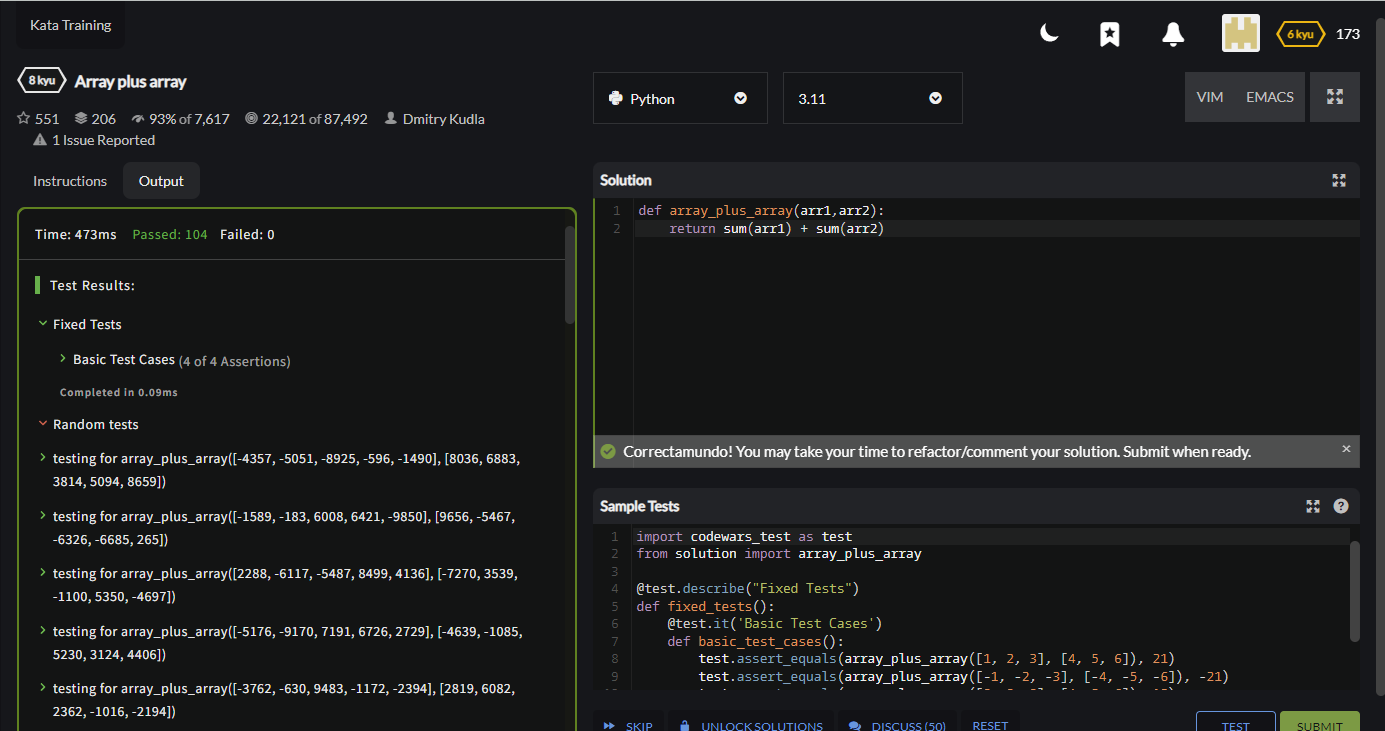 Kata Training
6 kyu 173
8 kyu Array plus array
551 206 93% of 7,617 22,121 of 87,492 Dmitry Kudla
1 Issue Reported
Instructions Output
Time: 473ms Passed: 104 Failed: 0
Test Results:
Fixed Tests
Basic Test Cases (4 of 4 Assertions)
Completed in 0.09ms
Random tests
testing for array_plus_array([-4357, -5051, -8925, -596, -1490], [8036, 6883,
3814, 5094, 8659])
testing for array_plus_array([-1589, -183, 6008, 6421, -9850], [9656, -5467,
-6326, -6685, 265])
testing for array_plus_array([2288, -6117, -5487, 8499, 4136], [-7270, 3539,
-1100, 5350, -4697])
testing for array_plus_array([-5176, -9170, 7191, 6726, 2729], [-4639, -1085,
5230, 3124, 4406])
testing for array_plus_array([-3762, -630, 9483, -1172, -2394], [2819, 6082,
2362, -1016, -2194])
Python 3.11 VIM EMACS
Solution
1 def array_plus_array(arr1,arr2):
2 return sum(arr1) + sum(arr2)
Correctamundo! You may take your time to refactor/comment your solution. Submit when ready.
Sample Tests
1 import codewars_test as test
2 from solution import array_plus_array
3
4 @test.describe("Fixed Tests")
5 def fixed_tests():
6 @test.it('Basic Test Cases')
7 def basic_test_cases():
8 test.assert_equals(array_plus_array([1, 2, 3], [4, 5, 6]), 21)
9 test.assert_equals(array_plus_array([-1, -2, -3], [-4, -5, -6]), -21)
SKIP UNLOCK SOLUTIONS DISCUSS (50) RESET TEST SUBMIT